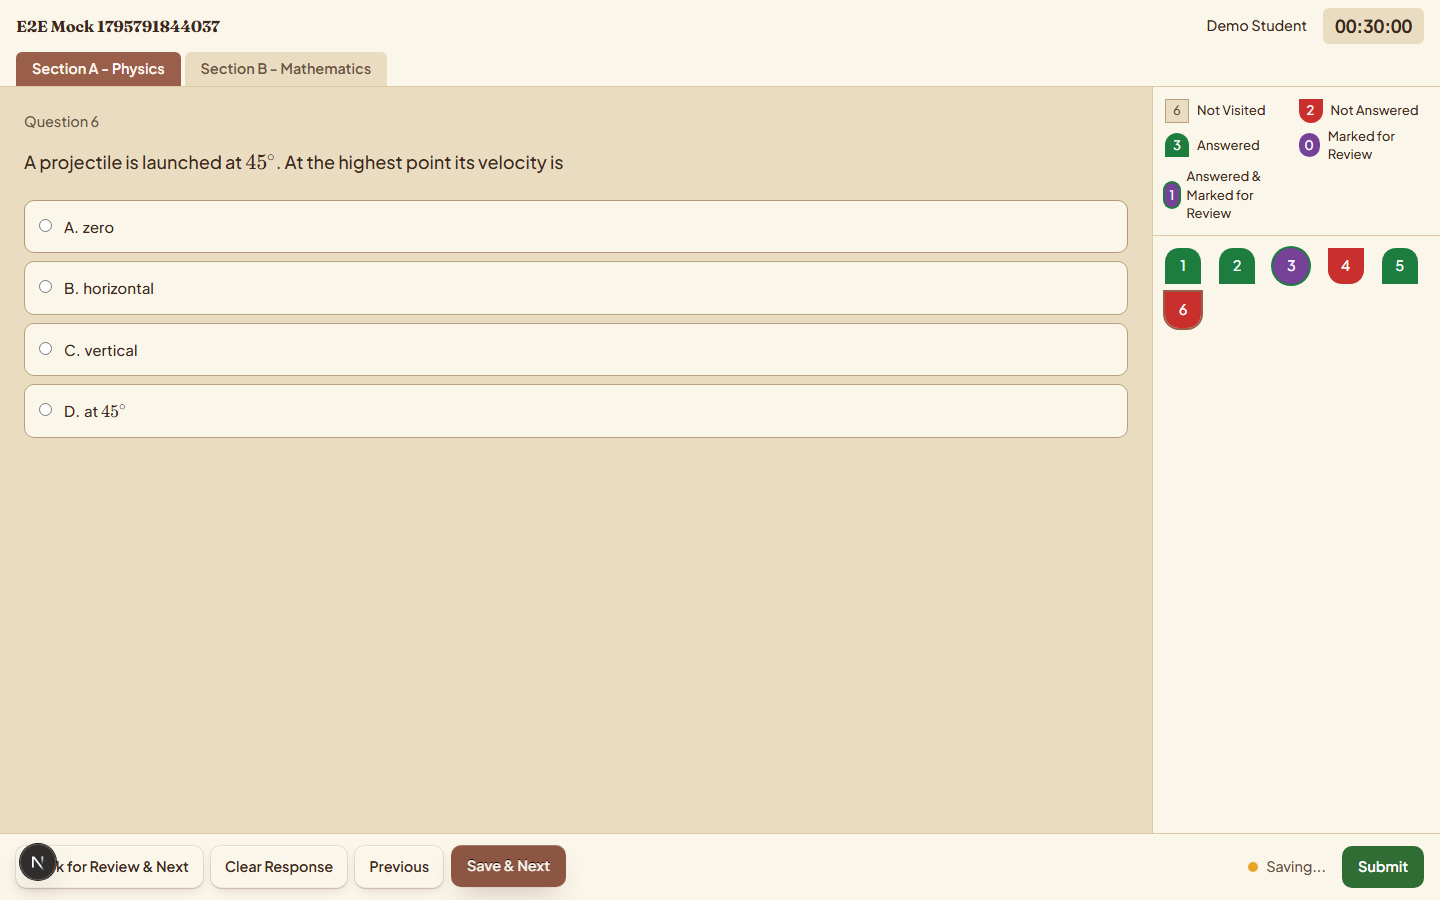 E2E Mock 1795791844037
Demo Student
00:30:00
Section A - Physics
Section B - Mathematics
Question 6
A projectile is launched at 45°. At the highest point its velocity is
A. zero
B. horizontal
C. vertical
D. at 45°
6 Not Visited
2 Not Answered
3 Answered
0 Marked for
Review
1 Answered &
Marked for
Review
1 2 3 4 5
6
N
k for Review & Next
Clear Response
Previous
Save & Next
Saving...
Submit